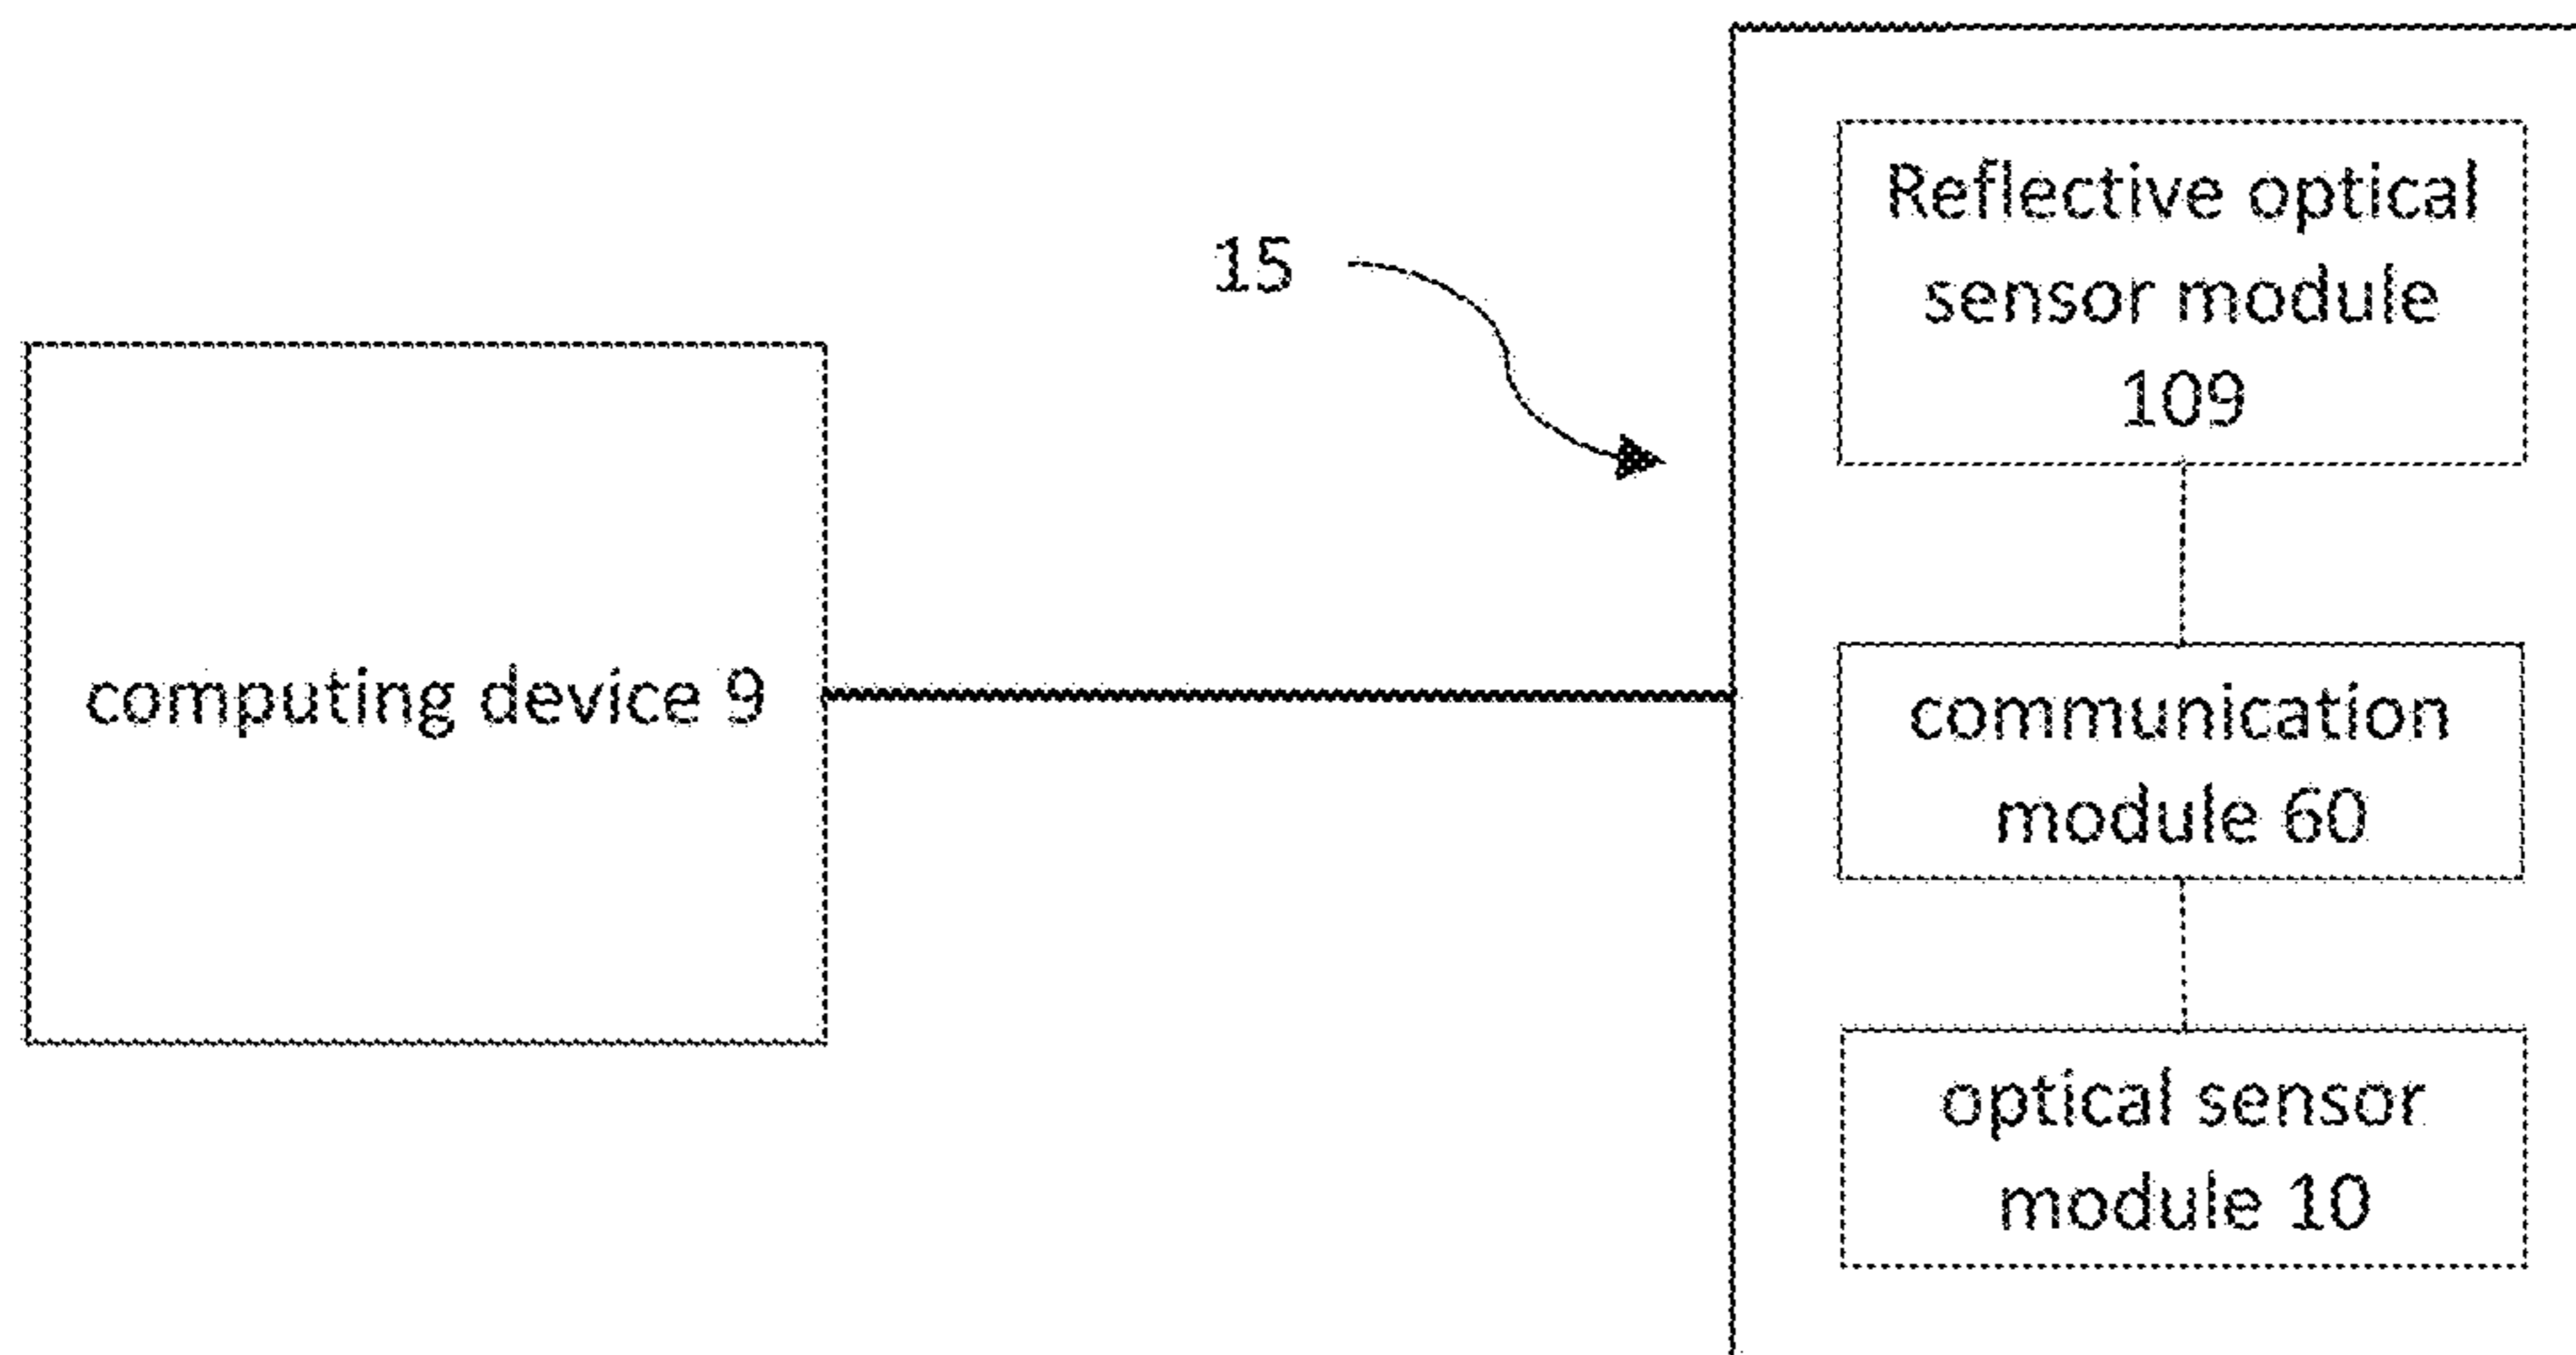 computing device 9
15
Reflective optical
sensor module
109
communication
module 60
optical sensor
module 10